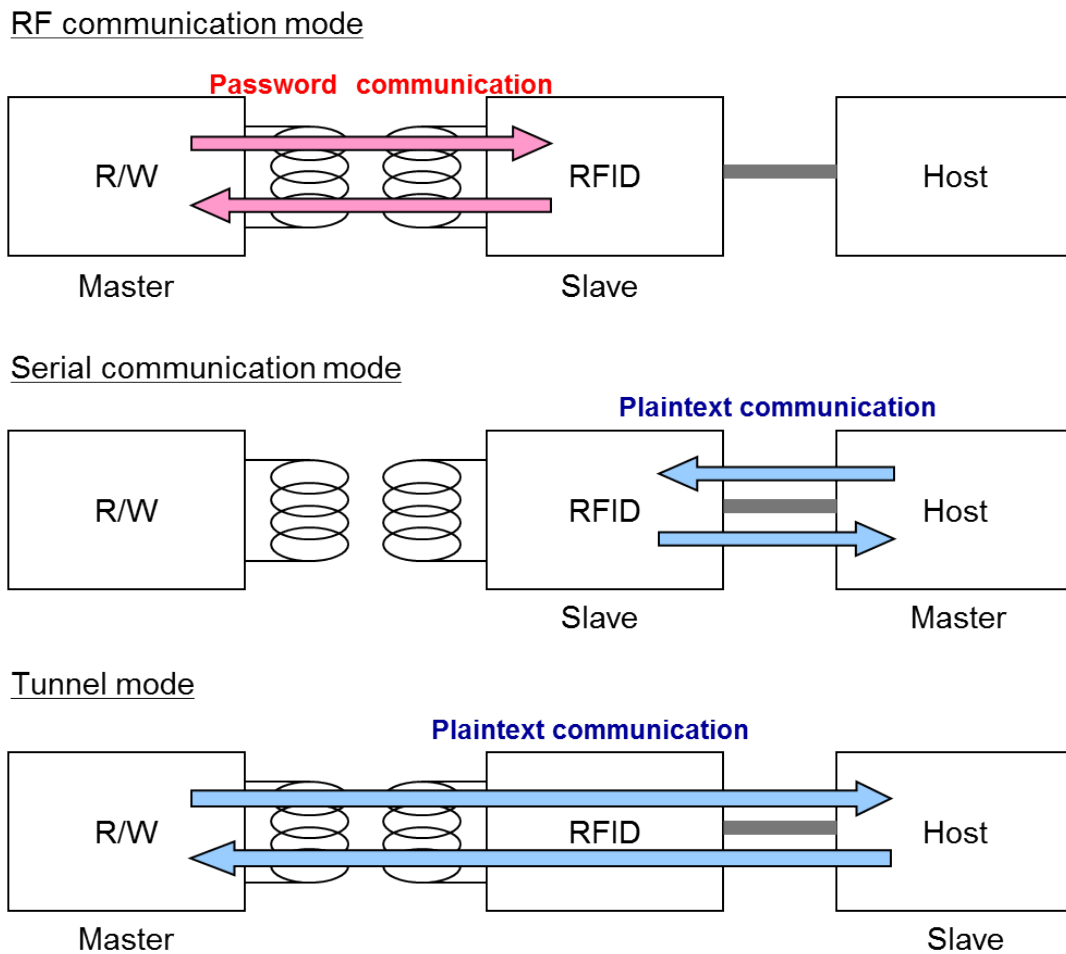 RF communication mode
Password communication
R/W
RFID
Host
Master
Slave
Serial communication mode
Plaintext communication
R/W
RFID
Host
Slave
Master
Tunnel mode
Plaintext communication
R/W
RFID
Host
Master
Slave